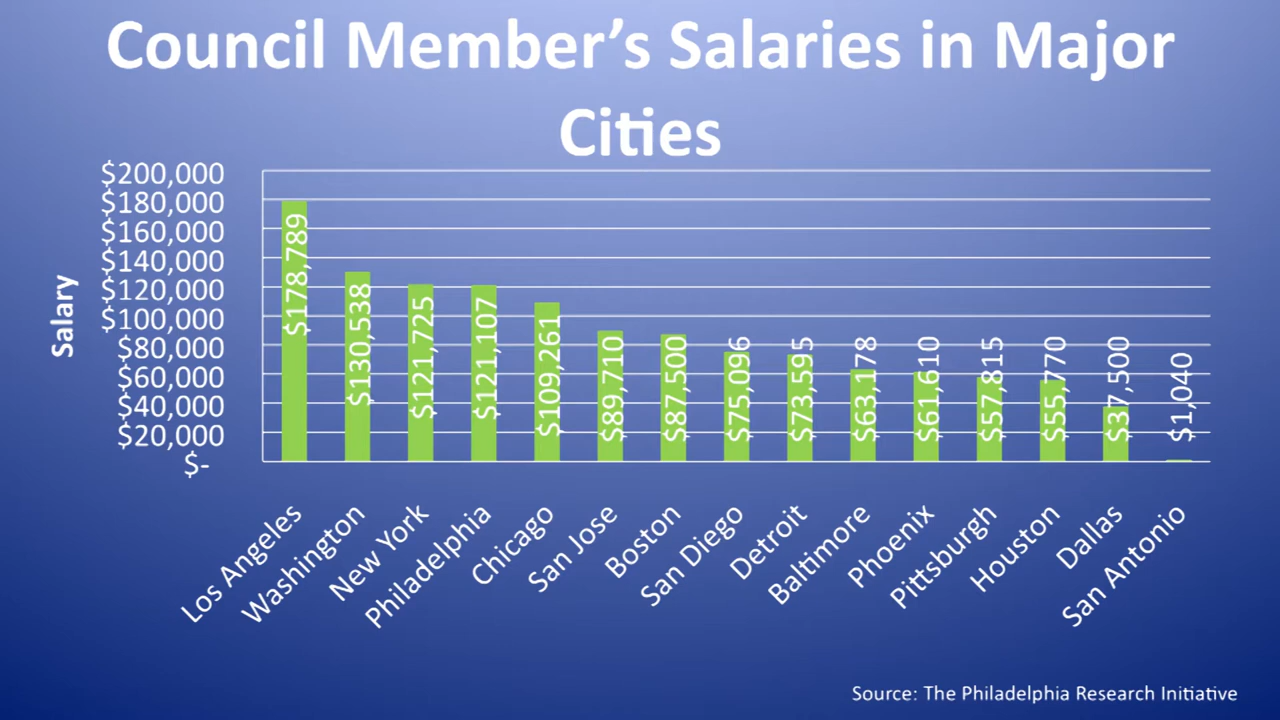 Council Member's Salaries in Major
Cities
Salary
$200,000
$180,000
$160,000
$140,000
$120,000
$100,000
$80,000
$60,000
$40,000
$20,000
$-
$178,789
$130,538
$121,725
$121,107
$109,261
$89,710
$87,500
$75,096
$73,595
$63,178
$61,610
$57,815
$55,770
$37,500
$1,040
Los Angeles
Washington
New York
Philadelphia
Chicago
San Jose
Boston
San Diego
Detroit
Baltimore
Phoenix
Pittsburgh
Houston
Dallas
San Antonio
Source: The Philadelphia Research Initiative